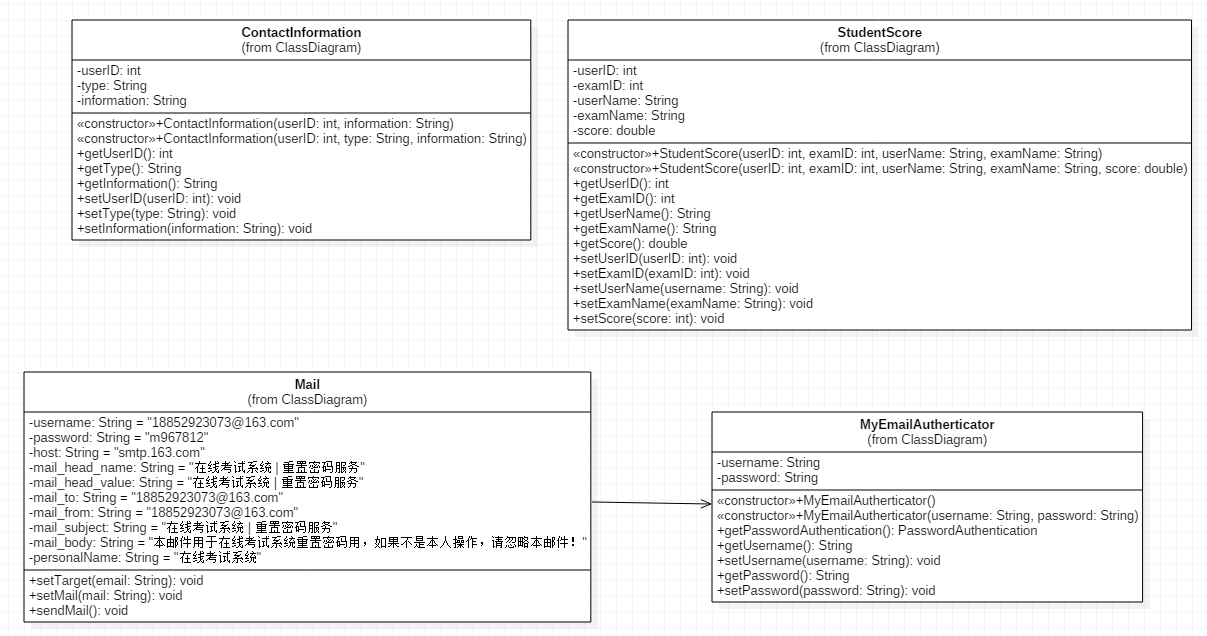 ContactInformation
(from ClassDiagram)
-userID: int
-type: String
-information: String
«constructor»+ContactInformation(userID: int, information: String)
«constructor»+ContactInformation(userID: int, type: String, information: String)
+getUserID(): int
+getType(): String
+getInformation(): String
+setUserID(userID: int): void
+setType(type: String): void
+setInformation(information: String): void
StudentScore
(from ClassDiagram)
-userID: int
-examID: int
-userName: String
-examName: String
-score: double
«constructor»+StudentScore(userID: int, examID: int, userName: String, examName: String)
«constructor»+StudentScore(userID: int, examID: int, userName: String, examName: String, score: double)
+getUserID(): int
+getExamID(): int
+getUserName(): String
+getExamName(): String
+getScore(): double
+setUserID(userID: int): void
+setExamID(examID: int): void
+setUserName(username: String): void
+setExamName(examName: String): void
+setScore(score: int): void
Mail
(from ClassDiagram)
-username: String = "18852923073@163.com"
-password: String = "m967812"
-host: String = "smtp.163.com"
-mail_head_name: String = "在线考试系统 | 重置密码服务"
-mail_head_value: String = "在线考试系统 | 重置密码服务"
-mail_to: String = "18852923073@163.com"
-mail_from: String = "18852923073@163.com"
-mail_subject: String = "在线考试系统 | 重置密码服务"
-mail_body: String = "本邮件用于在线考试系统重置密码用，如果不是本人操作，请忽略本邮件！"
-personalName: String = "在线考试系统"
+setTarget(email: String): void
+setMail(mail: String): void
+sendMail(): void
MyEmailAutherticator
(from ClassDiagram)
-username: String
-password: String
«constructor»+MyEmailAutherticator()
«constructor»+MyEmailAutherticator(username: String, password: String)
+getPasswordAuthentication(): PasswordAuthentication
+getUsername(): String
+setUsername(username: String): void
+getPassword(): String
+setPassword(password: String): void